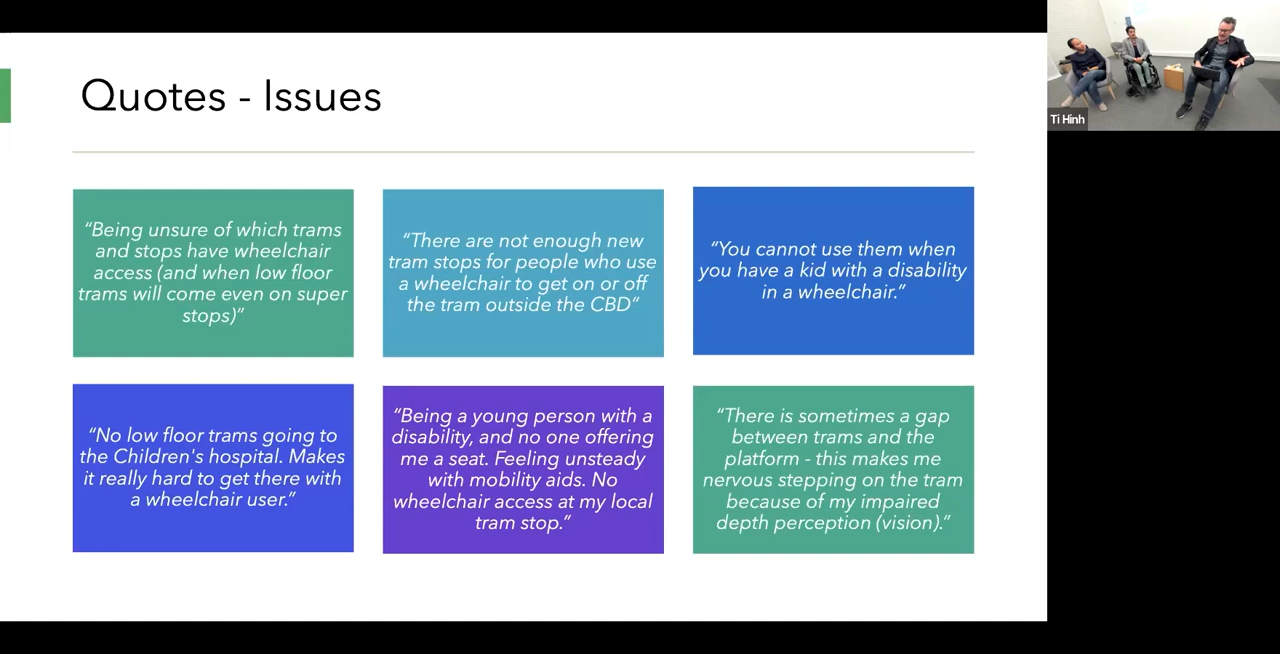 Quotes - Issues
“Being unsure of which trams
and stops have wheelchair
access (and when low floor
trams will come even on super
stops)”
“There are not enough new
tram stops for people who use
a wheelchair to get on or off
the tram outside the CBD”
“You cannot use them when
you have a kid with a disability
in a wheelchair.”
“No low floor trams going to
the Children's hospital. Makes
it really hard to get there with
a wheelchair user.”
“Being a young person with a
disability, and no one offering
me a seat. Feeling unsteady
with mobility aids. No
wheelchair access at my local
tram stop.”
“There is sometimes a gap
between trams and the
platform - this makes me
nervous stepping on the tram
because of my impaired
depth perception (vision).”
Ti Hinh